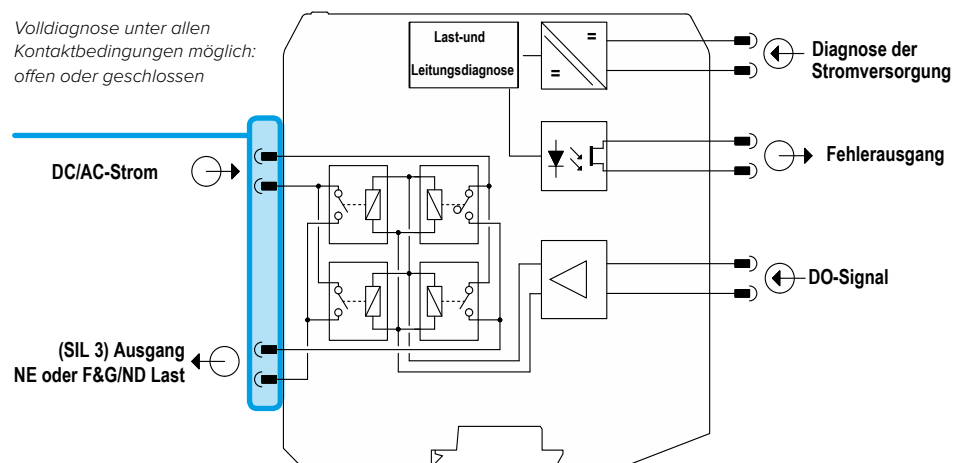 Volldiagnose unter allen
Kontaktbedingungen möglich:
offen oder geschlossen
Last-und
Leitungsdiagnose
=
=
Diagnose der
Stromversorgung
DC/AC-Strom
Fehlerausgang
DO-Signal
(SIL 3) Ausgang
NE oder F&G/ND Last